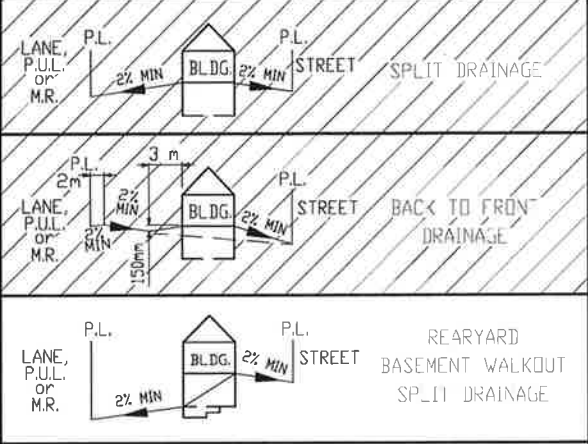 P.L.
P.L.
LANE,
P.U.L.
or
M.R.
2% MIN
BLDG.
2% MIN
STREET
SPLIT DRAINAGE
P.L.
2m
2% MIN
3 m
P.L.
LANE,
P.U.L.
or
M.R.
2% MIN
150mm
BLDG.
2% MIN
STREET
BACK TO FRONT
DRAINAGE
P.L.
P.L.
LANE,
P.U.L.
or
M.R.
2% MIN
BLDG.
2% MIN
STREET
REARYARD
BASEMENT WALKOUT
SPLIT DRAINAGE